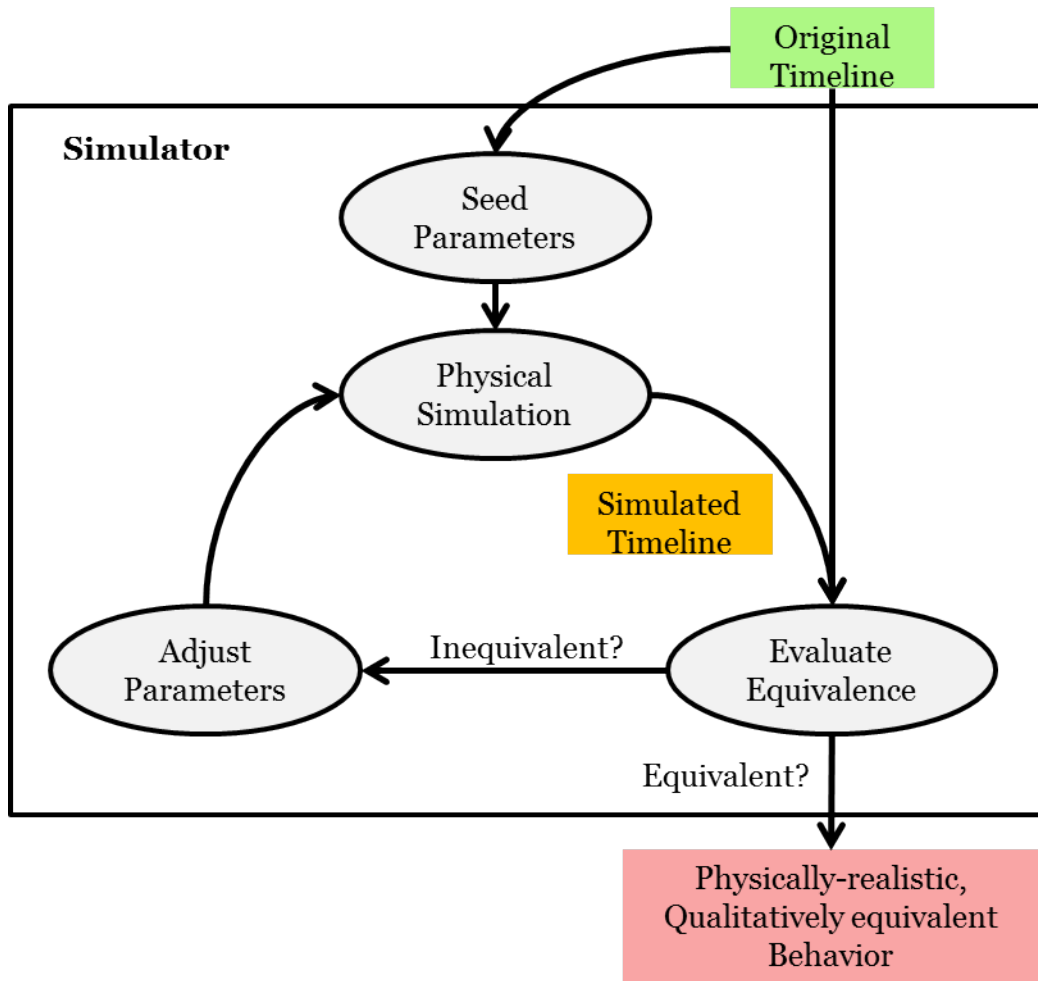 Original
Timeline
Simulator
Seed
Parameters
Physical
Simulation
Simulated
Timeline
Adjust
Parameters
Inequivalent?
Evaluate
Equivalence
Equivalent?
Physically-realistic,
Qualitatively equivalent
Behavior